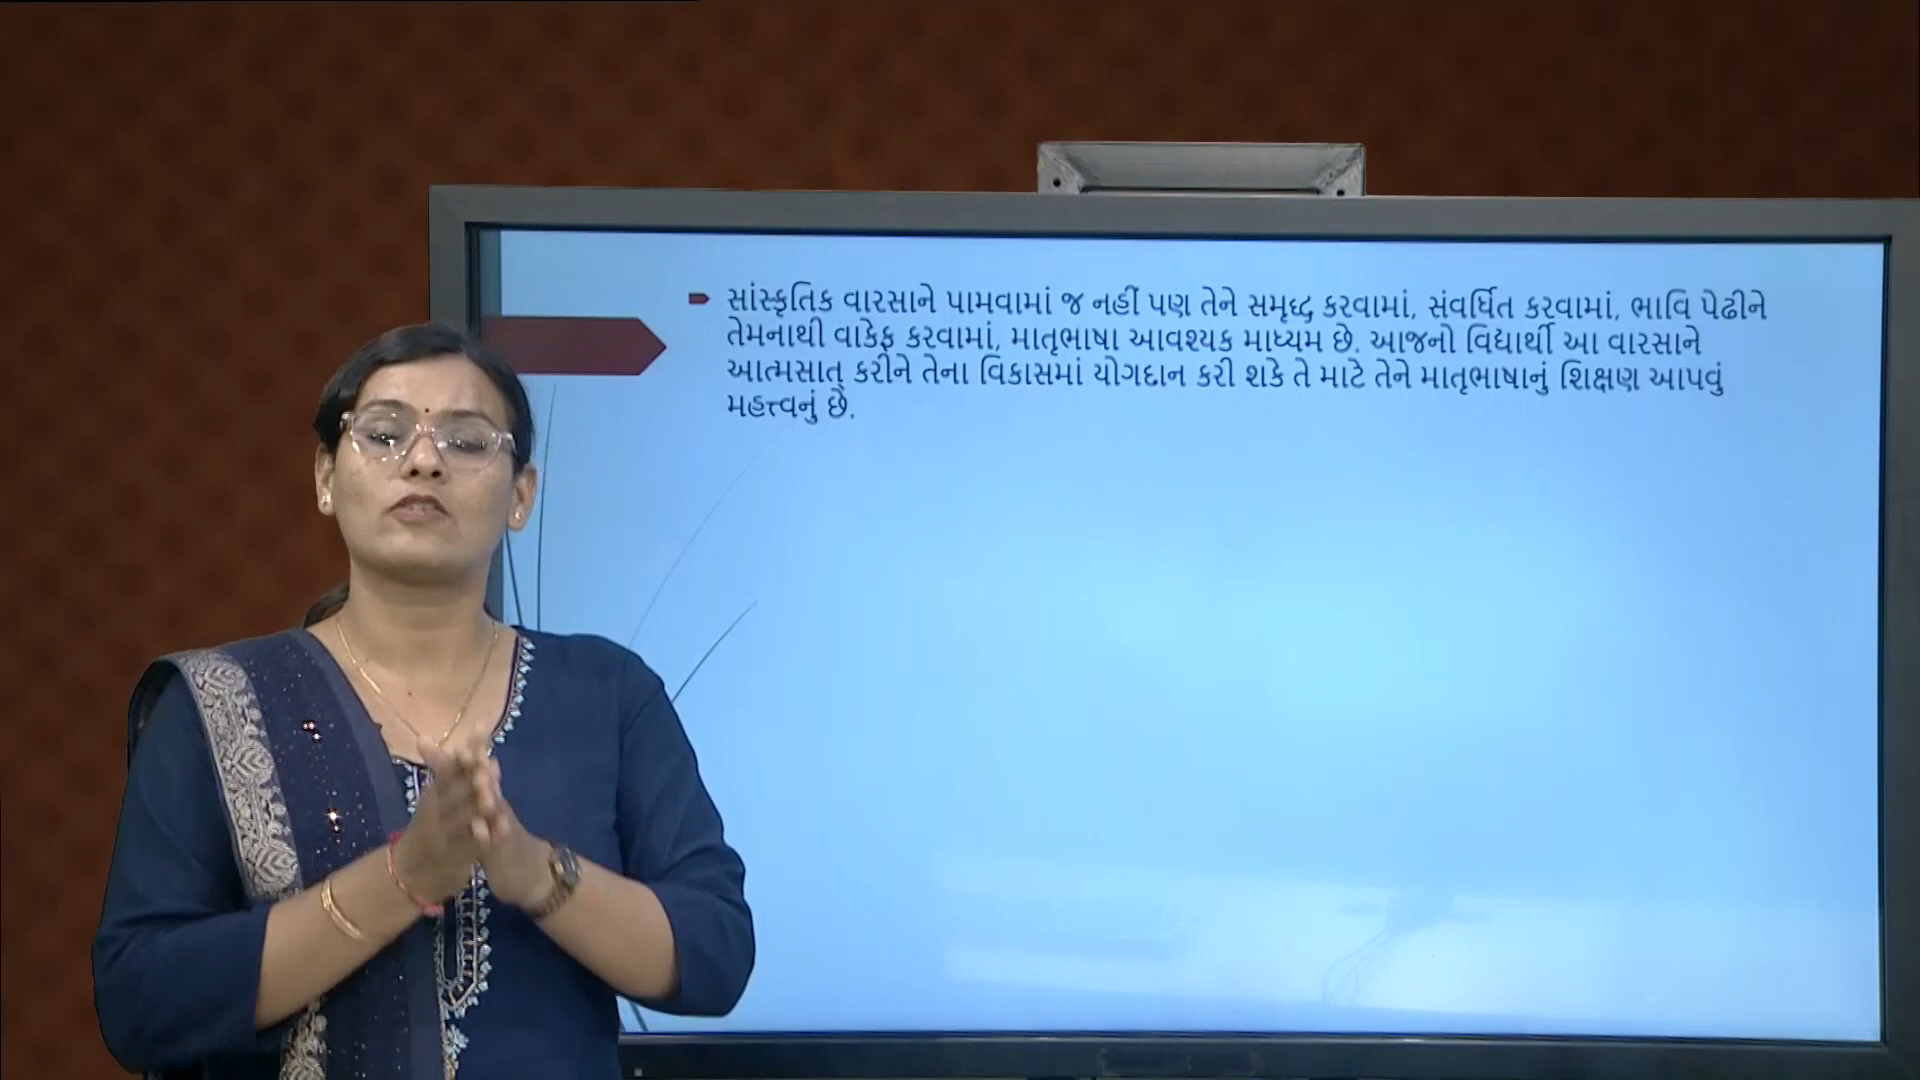 સાંસ્કૃતિક વારસાને પામવામાં જ નહીં પણ તેને સમૃધ્ધ કરવામાં, સંવર્ધિત કરવામાં, ભાવિ પેઢીને
તેમનાથી વાકેફ કરવામાં, માતૃભાષા આવશ્યક માધ્યમ છે. આજનો વિદ્યાર્થી આ વારસાને
આત્મસાત્ કરીને તેના વિકાસમાં યોગદાન કરી શકે તે માટે તેને માતૃભાષાનું શિક્ષણ આપવું
મહત્ત્વનું છે.